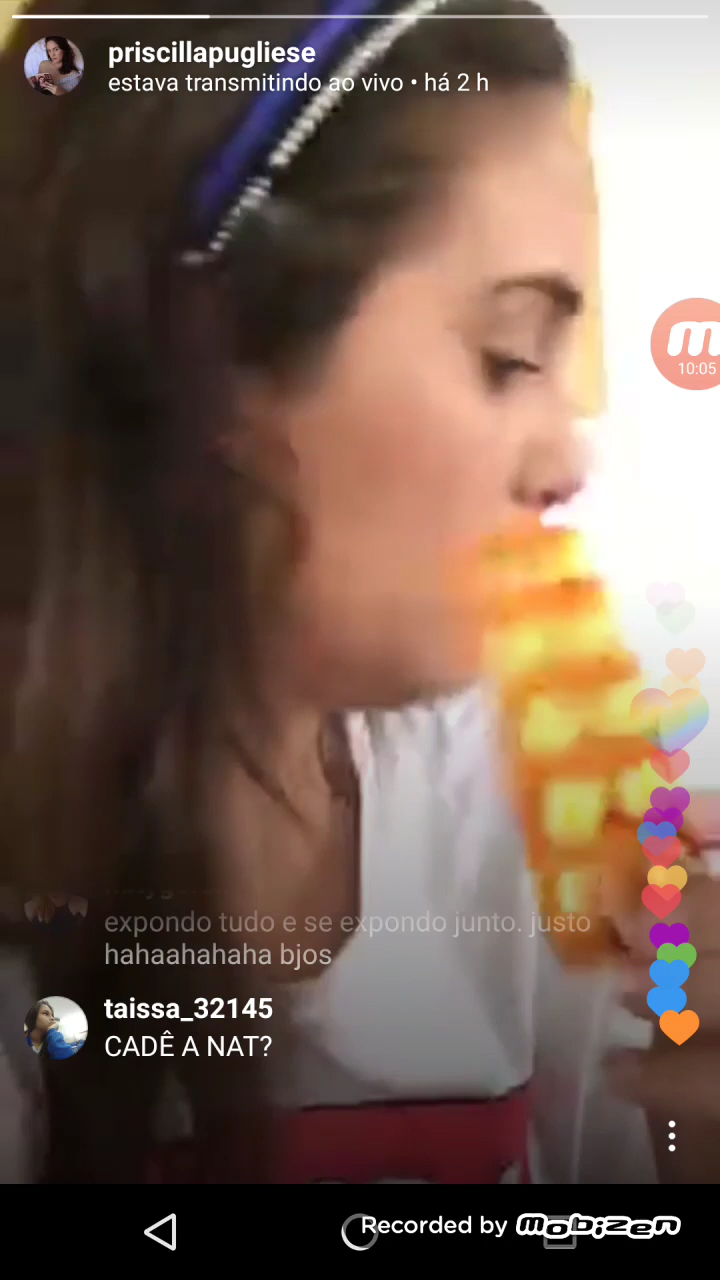 priscillapugliese
estava transmitindo ao vivo • há 2 h
m
10:05
expondo tudo e se expondo junto. justo
hahaahahaha bjos
taissa_32145
CADÊ A NAT?
Recorded by mobizen